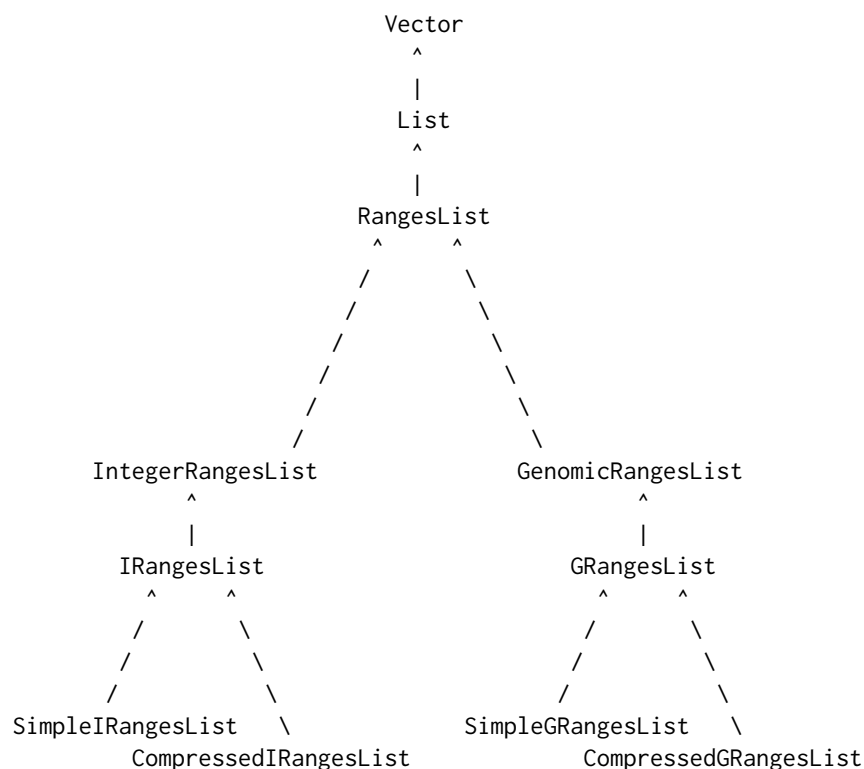 Vector
^
|
List
^
|
RangesList
^ ^
/ \
/ \
/ \
/ \
/ \
/ \
IntegerRangesList GenomicRangesList
^ ^
| |
IRangesList GRangesList
^ ^ ^ ^
/ \ / \
/ \ / \
/ \ / \
SimpleIRangesList \ SimpleGRangesList \
CompressedIRangesList CompressedGRangesList